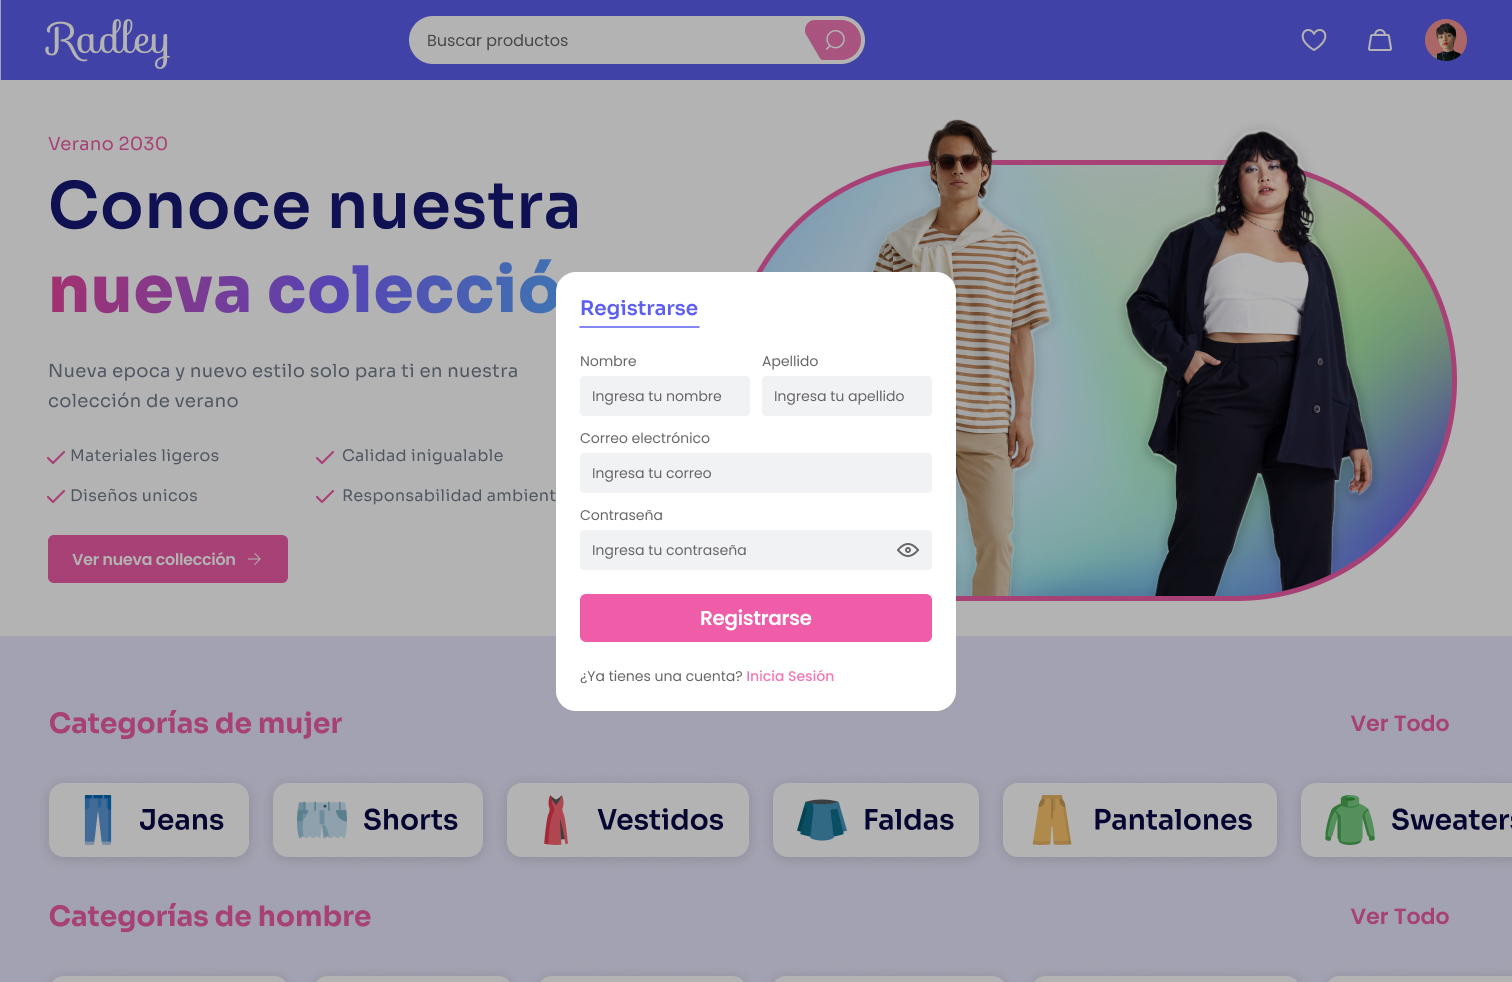 Radley
Buscar productos
Verano 2030
Conoce nuestra
nueva colecció
Nueva epoca y nuevo estilo solo para ti en nuestra
colección de verano
Materiales ligeros
Calidad inigualable
Diseños unicos
Responsabilidad ambient
Ver nueva collección
Registrarse
Nombre
Apellido
Ingresa tu nombre
Ingresa tu apellido
Correo electrónico
Ingresa tu correo
Contraseña
Ingresa tu contraseña
Registrarse
¿Ya tienes una cuenta? Inicia Sesión
Categorías de mujer
Ver Todo
Jeans
Shorts
Vestidos
Faldas
Pantalones
Sweaters
Categorías de hombre
Ver Todo